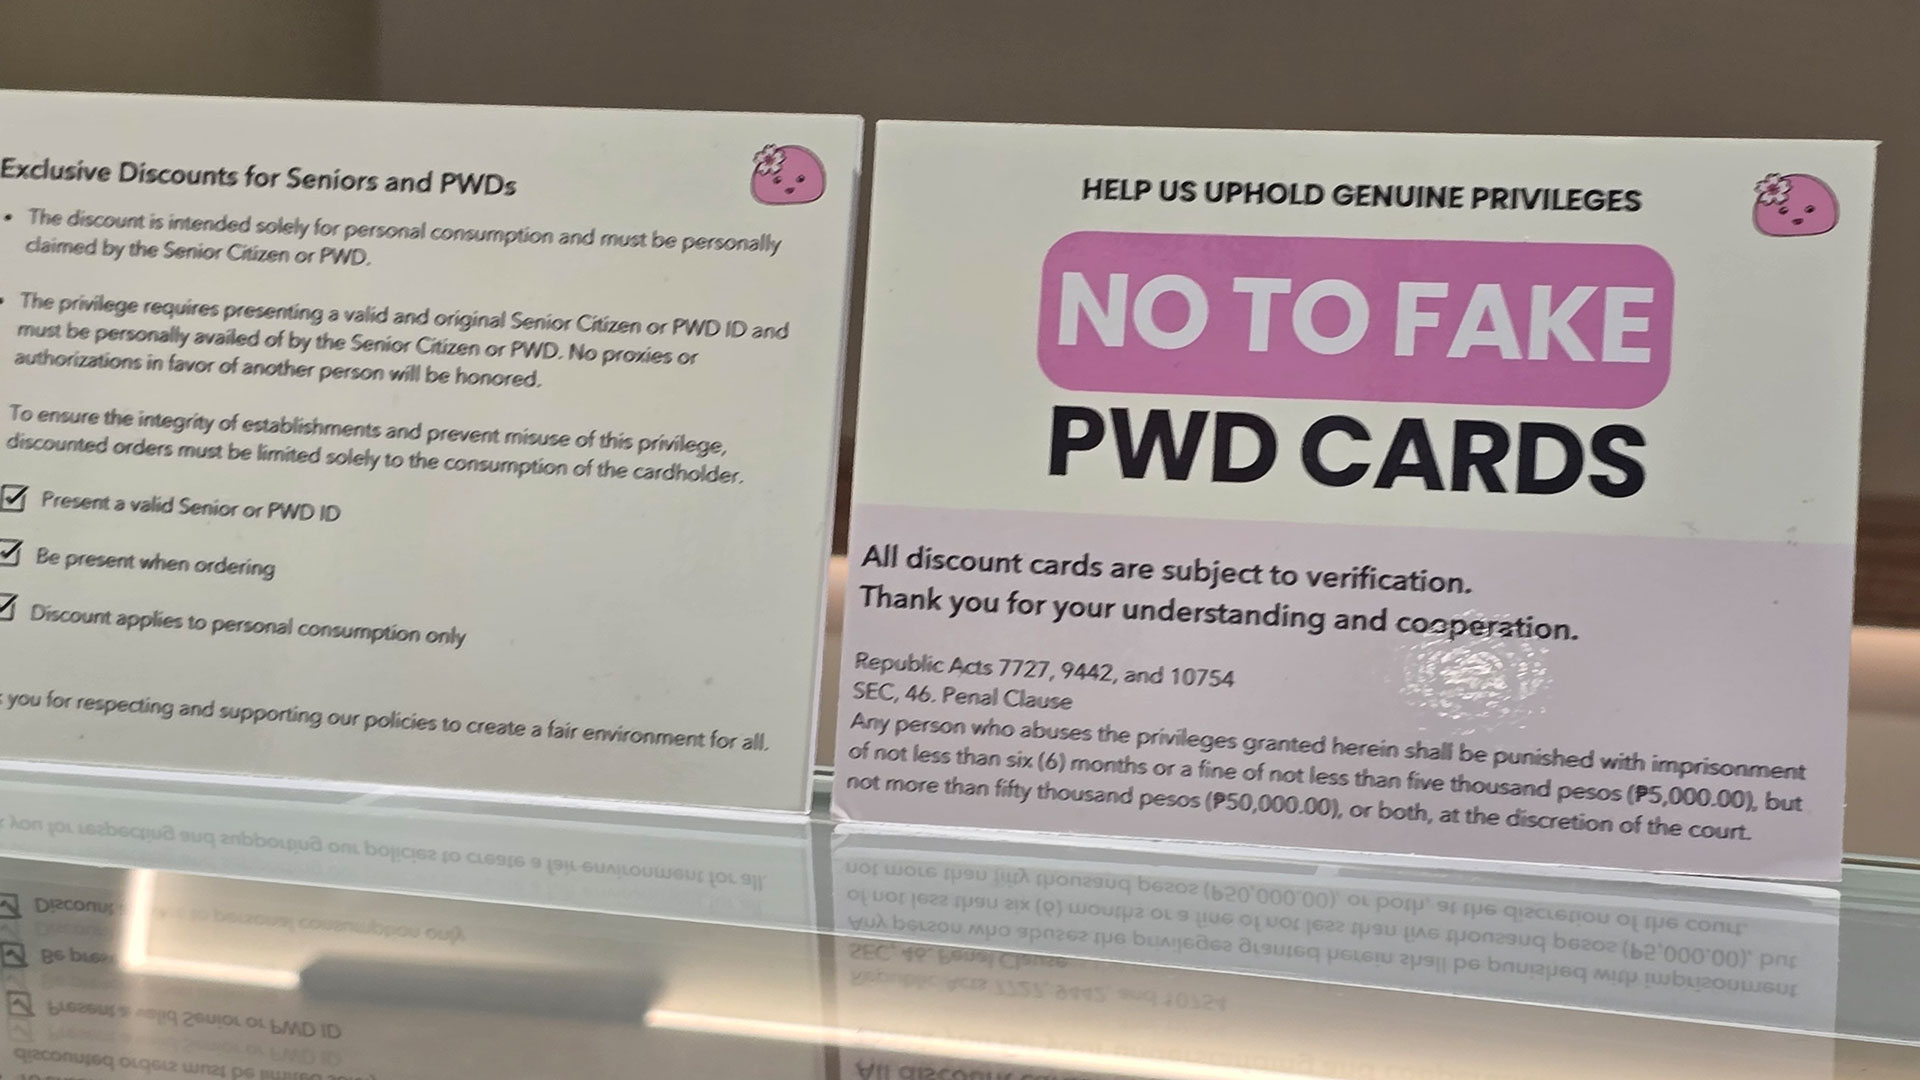 Exclusive Discounts for Seniors and PWDs
• The discount is intended solely for personal consumption and must be personally
claimed by the Senior Citizen or PWD.
• The privilege requires presenting a valid and original Senior Citizen or PWD ID and
must be personally availed of by the Senior Citizen or PWD. No proxies or
authorizations in favor of another person will be honored.
To ensure the integrity of establishments and prevent misuse of this privilege,
discounted orders must be limited solely to the consumption of the cardholder.
Present a valid Senior or PWD ID
Be present when ordering
Discount applies to personal consumption only
you for respecting and supporting our policies to create a fair environment for all.
HELP US UPHOLD GENUINE PRIVILEGES
NO TO FAKE
PWD CARDS
All discount cards are subject to verification.
Thank you for your understanding and cooperation.
Republic Acts 7727, 9442, and 10754
SEC, 46. Penal Clause
Any person who abuses the privileges granted herein shall be punished with imprisonment
of not less than six (6) months or a fine of not less than five thousand pesos (₱5,000.00), but
not more than fifty thousand pesos (₱50,000.00), or both, at the discretion of the court.